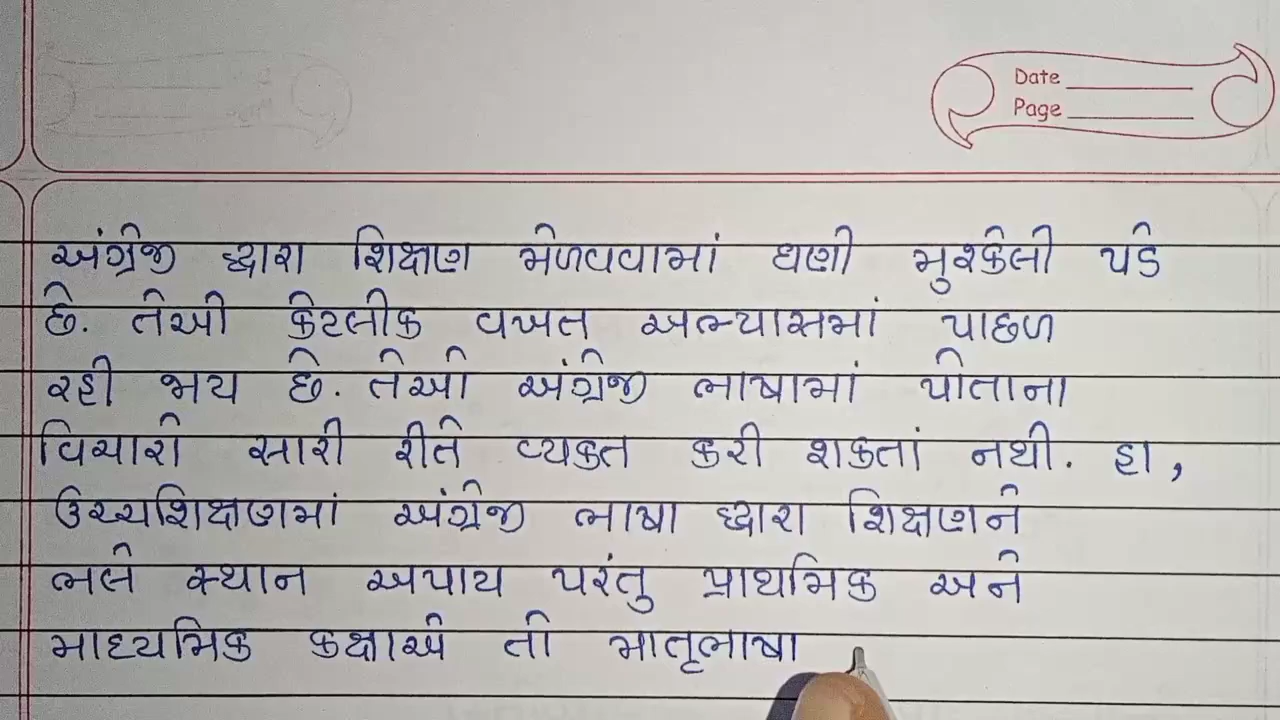 Date
Page
અંગ્રેજી દ્વારા શિક્ષણ મેળવવામાં ઘણી મુશ્કેલી પડે
છે. તેઓ કેટલીક વખત અભ્યાસમાં પાછળ
રહી જાય છે. તેઓ અંગ્રેજી ભાષામાં પોતાના
વિચારો સારી રીતે વ્યક્ત કરી શકતાં નથી. હા,
ઉચ્ચશિક્ષણમાં અંગ્રેજી ભાષા દ્વારા શિક્ષણને
ભલે સ્થાન અપાય પરંતુ પ્રાથમિક અને
માધ્યમિક કક્ષાએ તો માતૃભાષા